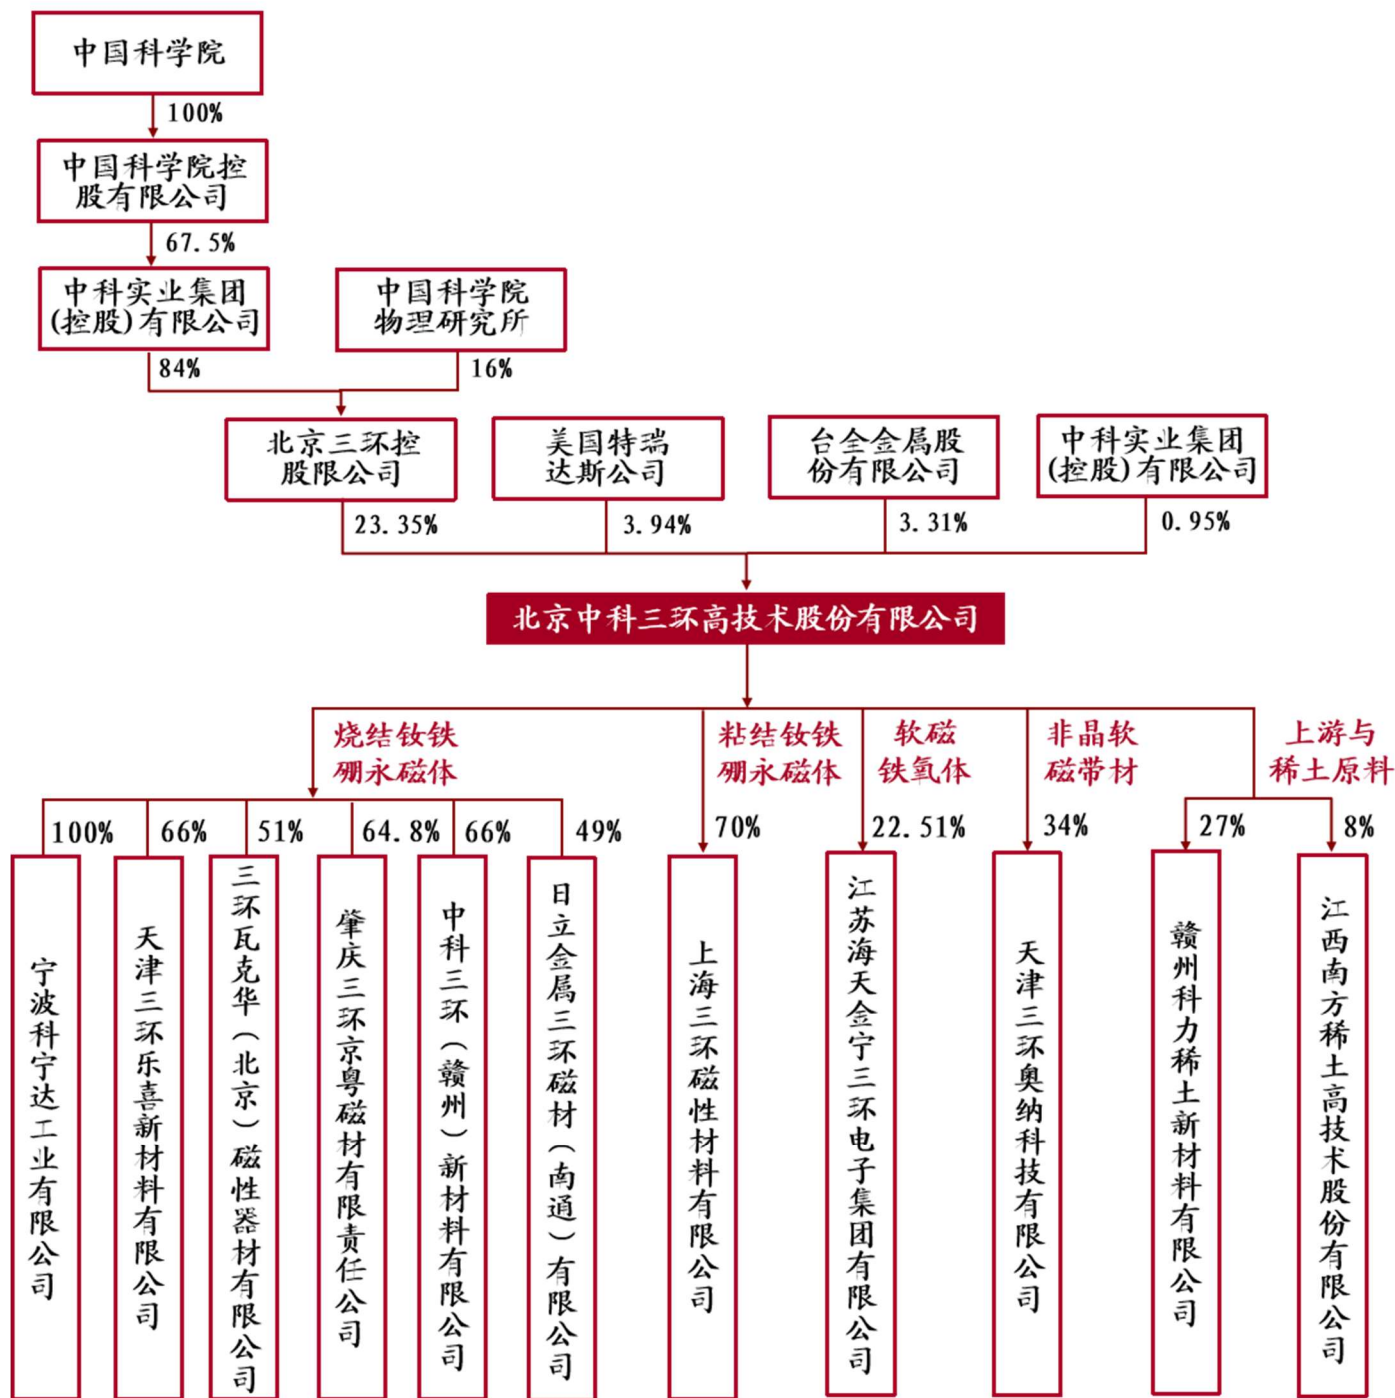 中国科学院
100%
中国科学院控
股有限公司
67.5%
中科实业集团
(控股)有限公司
中国科学院
物理研究所
84%
16%
北京三环控
股限公司
美国特瑞
达斯公司
台全金属股
份有限公司
中科实业集团
(控股)有限公司
23.35%
3.94%
3.31%
0.95%
北京中科三环高技术股份有限公司
烧结钕铁
硼永磁体
粘结钕铁
硼永磁体
软磁
铁氧体
非晶软
磁带材
上游与
稀土原料
100%
66%
51%
64.8%
66%
49%
70%
22.51%
34%
27%
8%
宁波科宁达工业有限公司
天津三环乐喜新材料有限公司
三环瓦克华(北京)磁性器材有限公司
肇庆三环京粤磁材有限责任公司
中科三环(赣州)新材料有限公司
日立金属三环磁材(南通)有限公司
上海三环磁性材料有限公司
江苏海天金宁三环电子集团有限公司
天津三环奥纳科技有限公司
赣州科力稀土新材料有限公司
江西南方稀土高技术股份有限公司